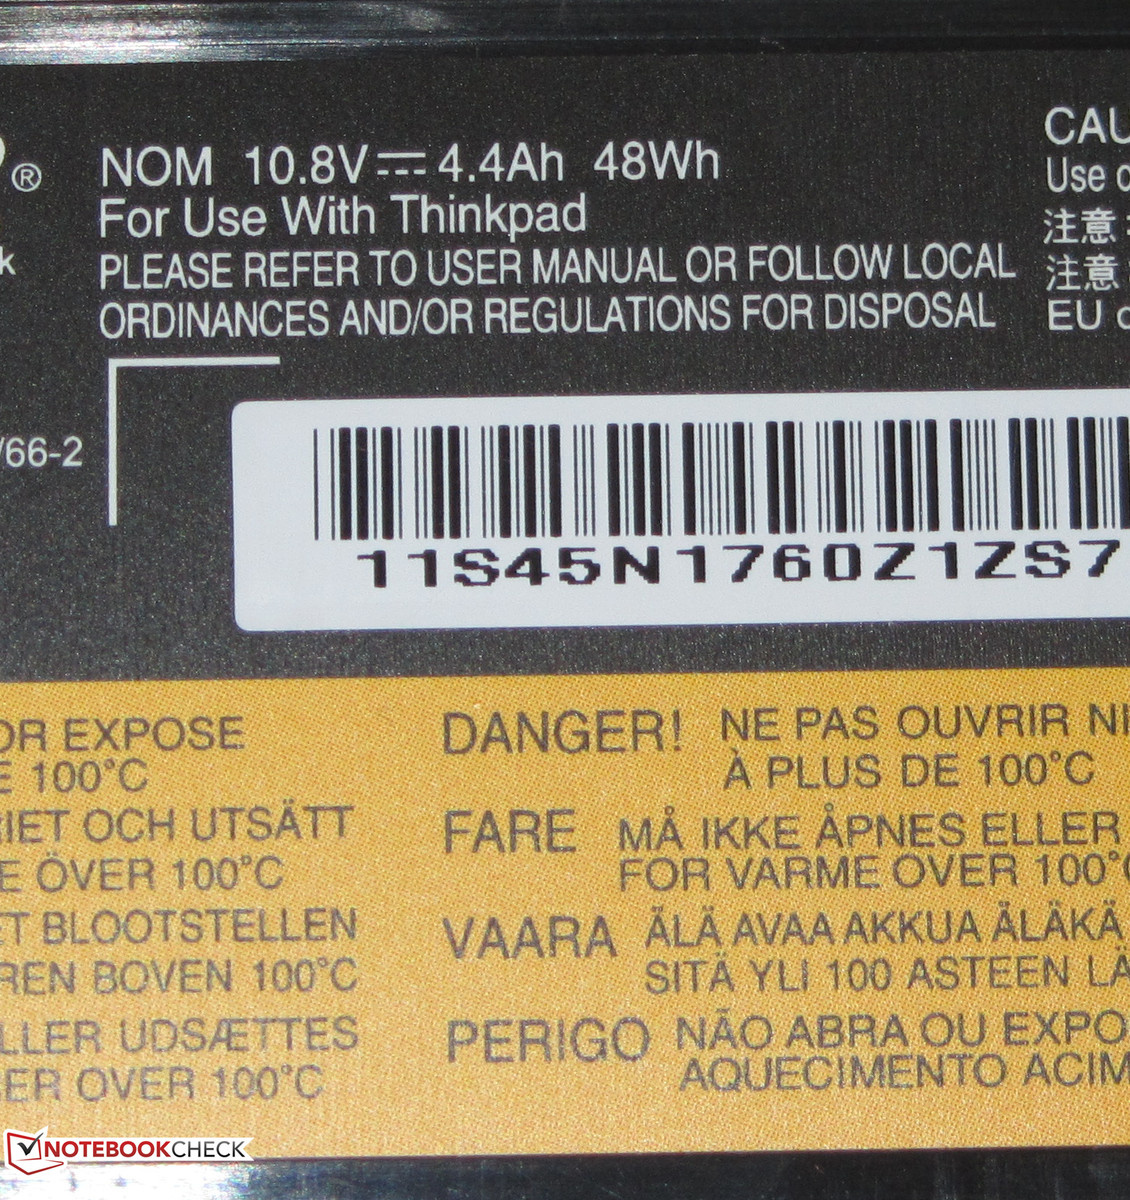 ®
NOM 10.8V⎓4.4Ah 48Wh
For Use With Thinkpad
PLEASE REFER TO USER MANUAL OR FOLLOW LOCAL
ORDINANCES AND/OR REGULATIONS FOR DISPOSAL
k
/66-2
CAU
Use c
注意
注意
EU
11S45N1760Z1ZS7
OR EXPOSE
E 100°C
IET OCH UTSÄTT
E ÖVER 100°C
ET BLOOTSTELLEN
REN BOVEN 100°C
LLER UDSÆTTES
ER OVER 100°C
DANGER! NE PAS OUVRIR NI
À PLUS DE 100°C
FARE MÅ IKKE ÅPNES ELLER
FOR VARME OVER 100°C
VAARA ÄLÄ AVAA AKKUA ÄLÄKÄ
SITÄ YLI 100 ASTEEN LÄ
PERIGO NÃO ABRA OU EXPO
AQUECIMENTO ACIM
NOTEBOOKCHECK